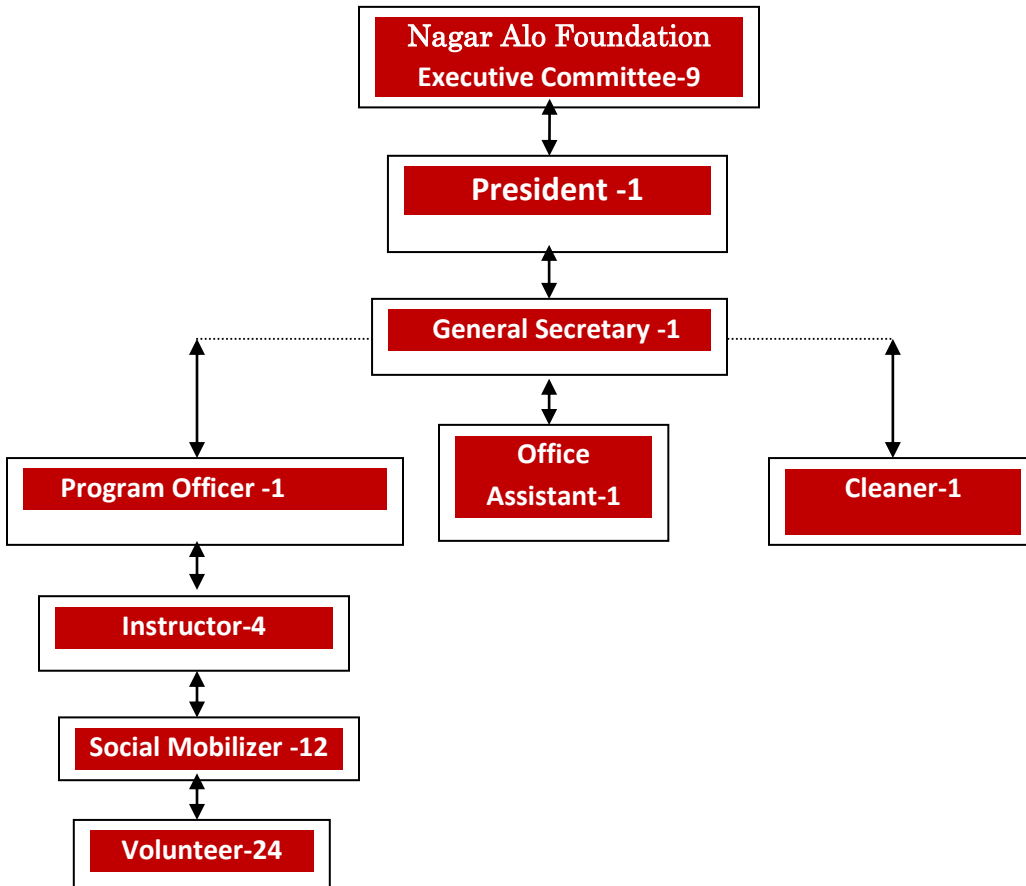 Nagar Alo Foundation
Executive Committee-9
President -1
General Secretary -1
Program Officer -1
Office
Assistant-1
Cleaner-1
Instructor-4
Social Mobilizer -12
Volunteer-24